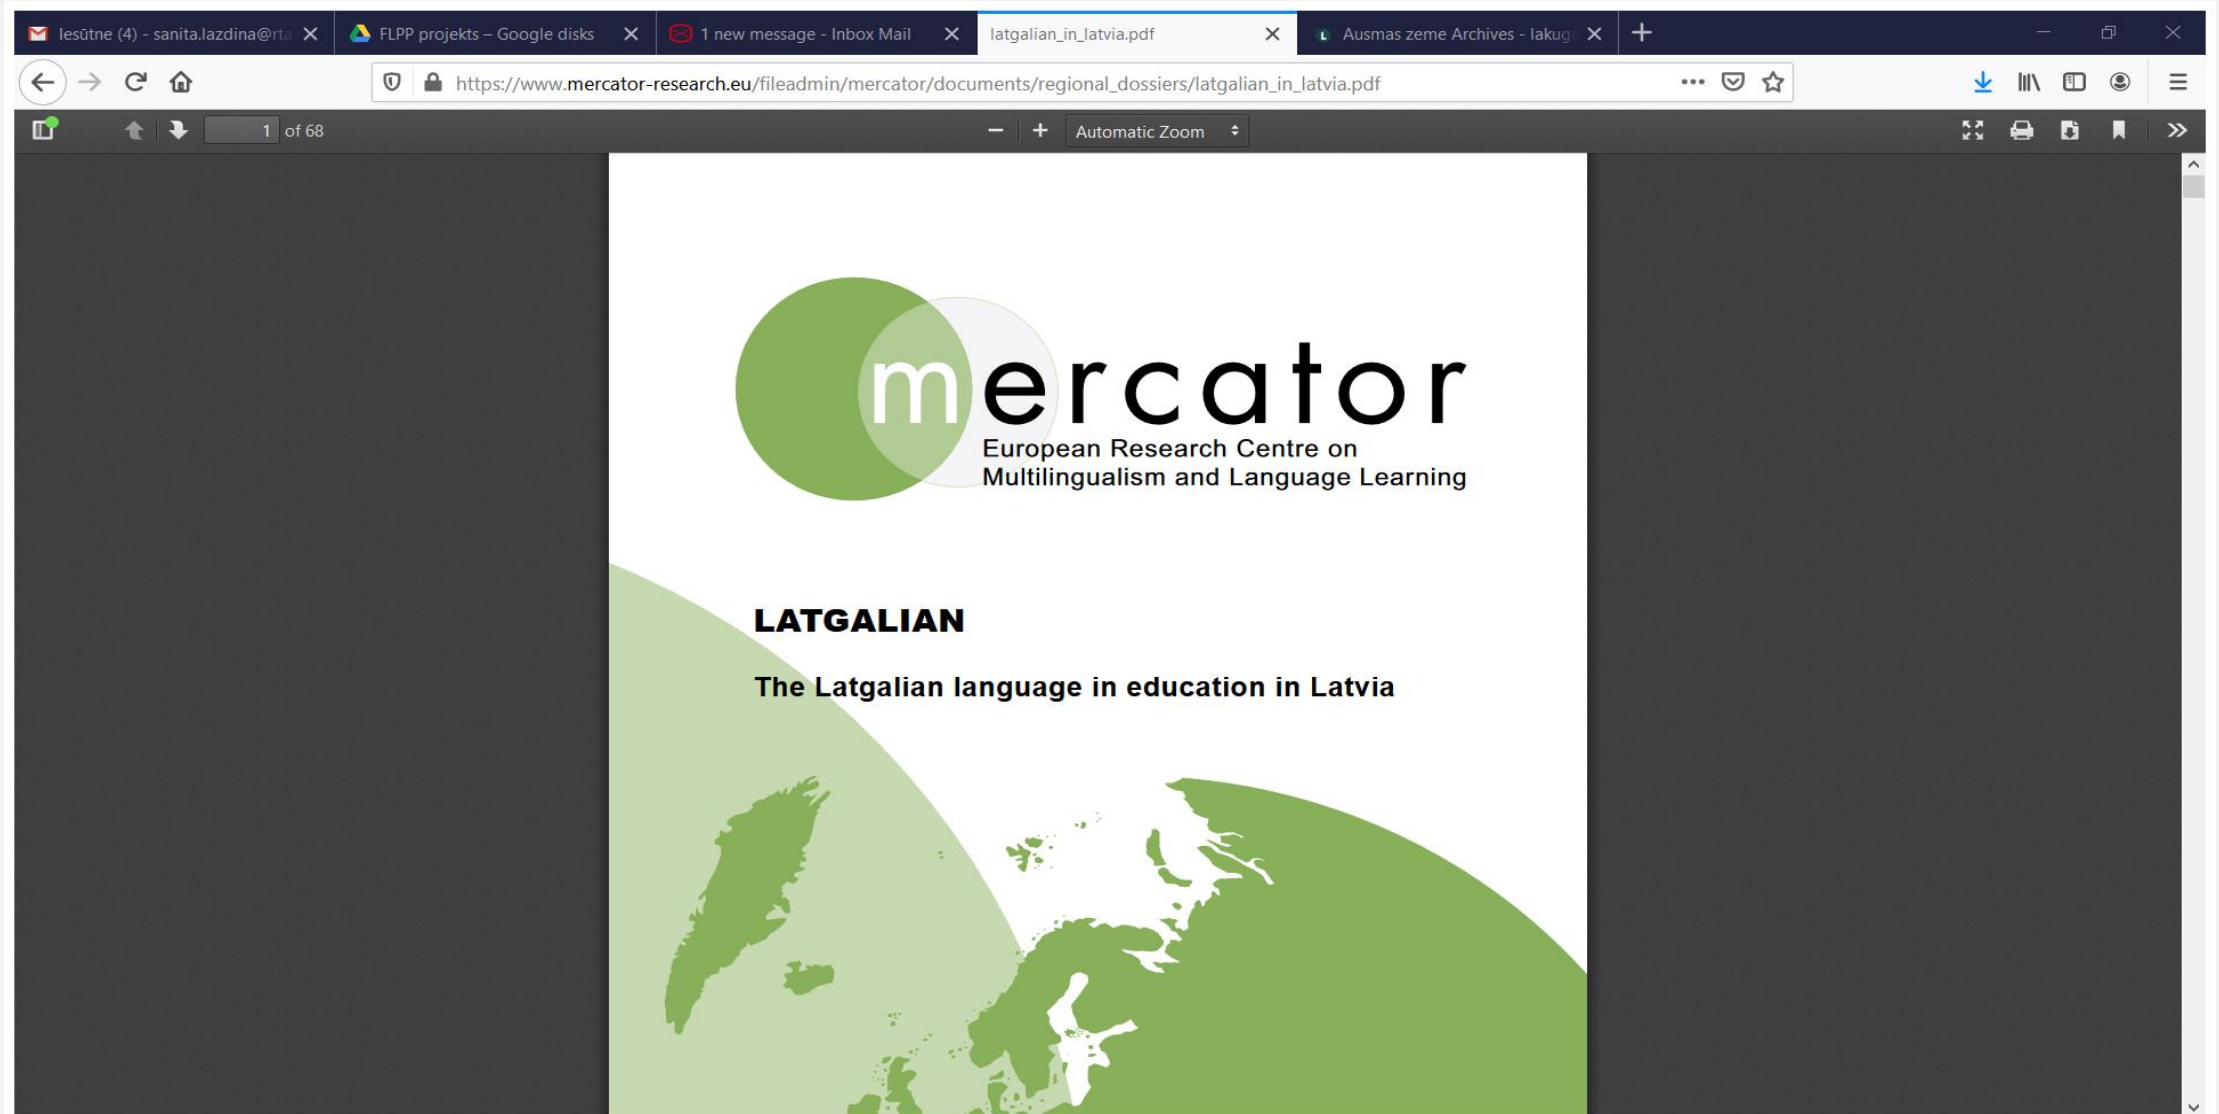 Iesūtne (4) - sanita.lazdina@rta
FLPP projekts – Google disks
1 new message - Inbox Mail
latgalian_in_latvia.pdf
Ausmas zeme Archives - lakuga
https://www.mercator-research.eu/fileadmin/mercator/documents/regional_dossiers/latgalian_in_latvia.pdf
1 of 68
Automatic Zoom
mercator
European Research Centre on
Multilingualism and Language Learning
LATGALIAN
The Latgalian language in education in Latvia